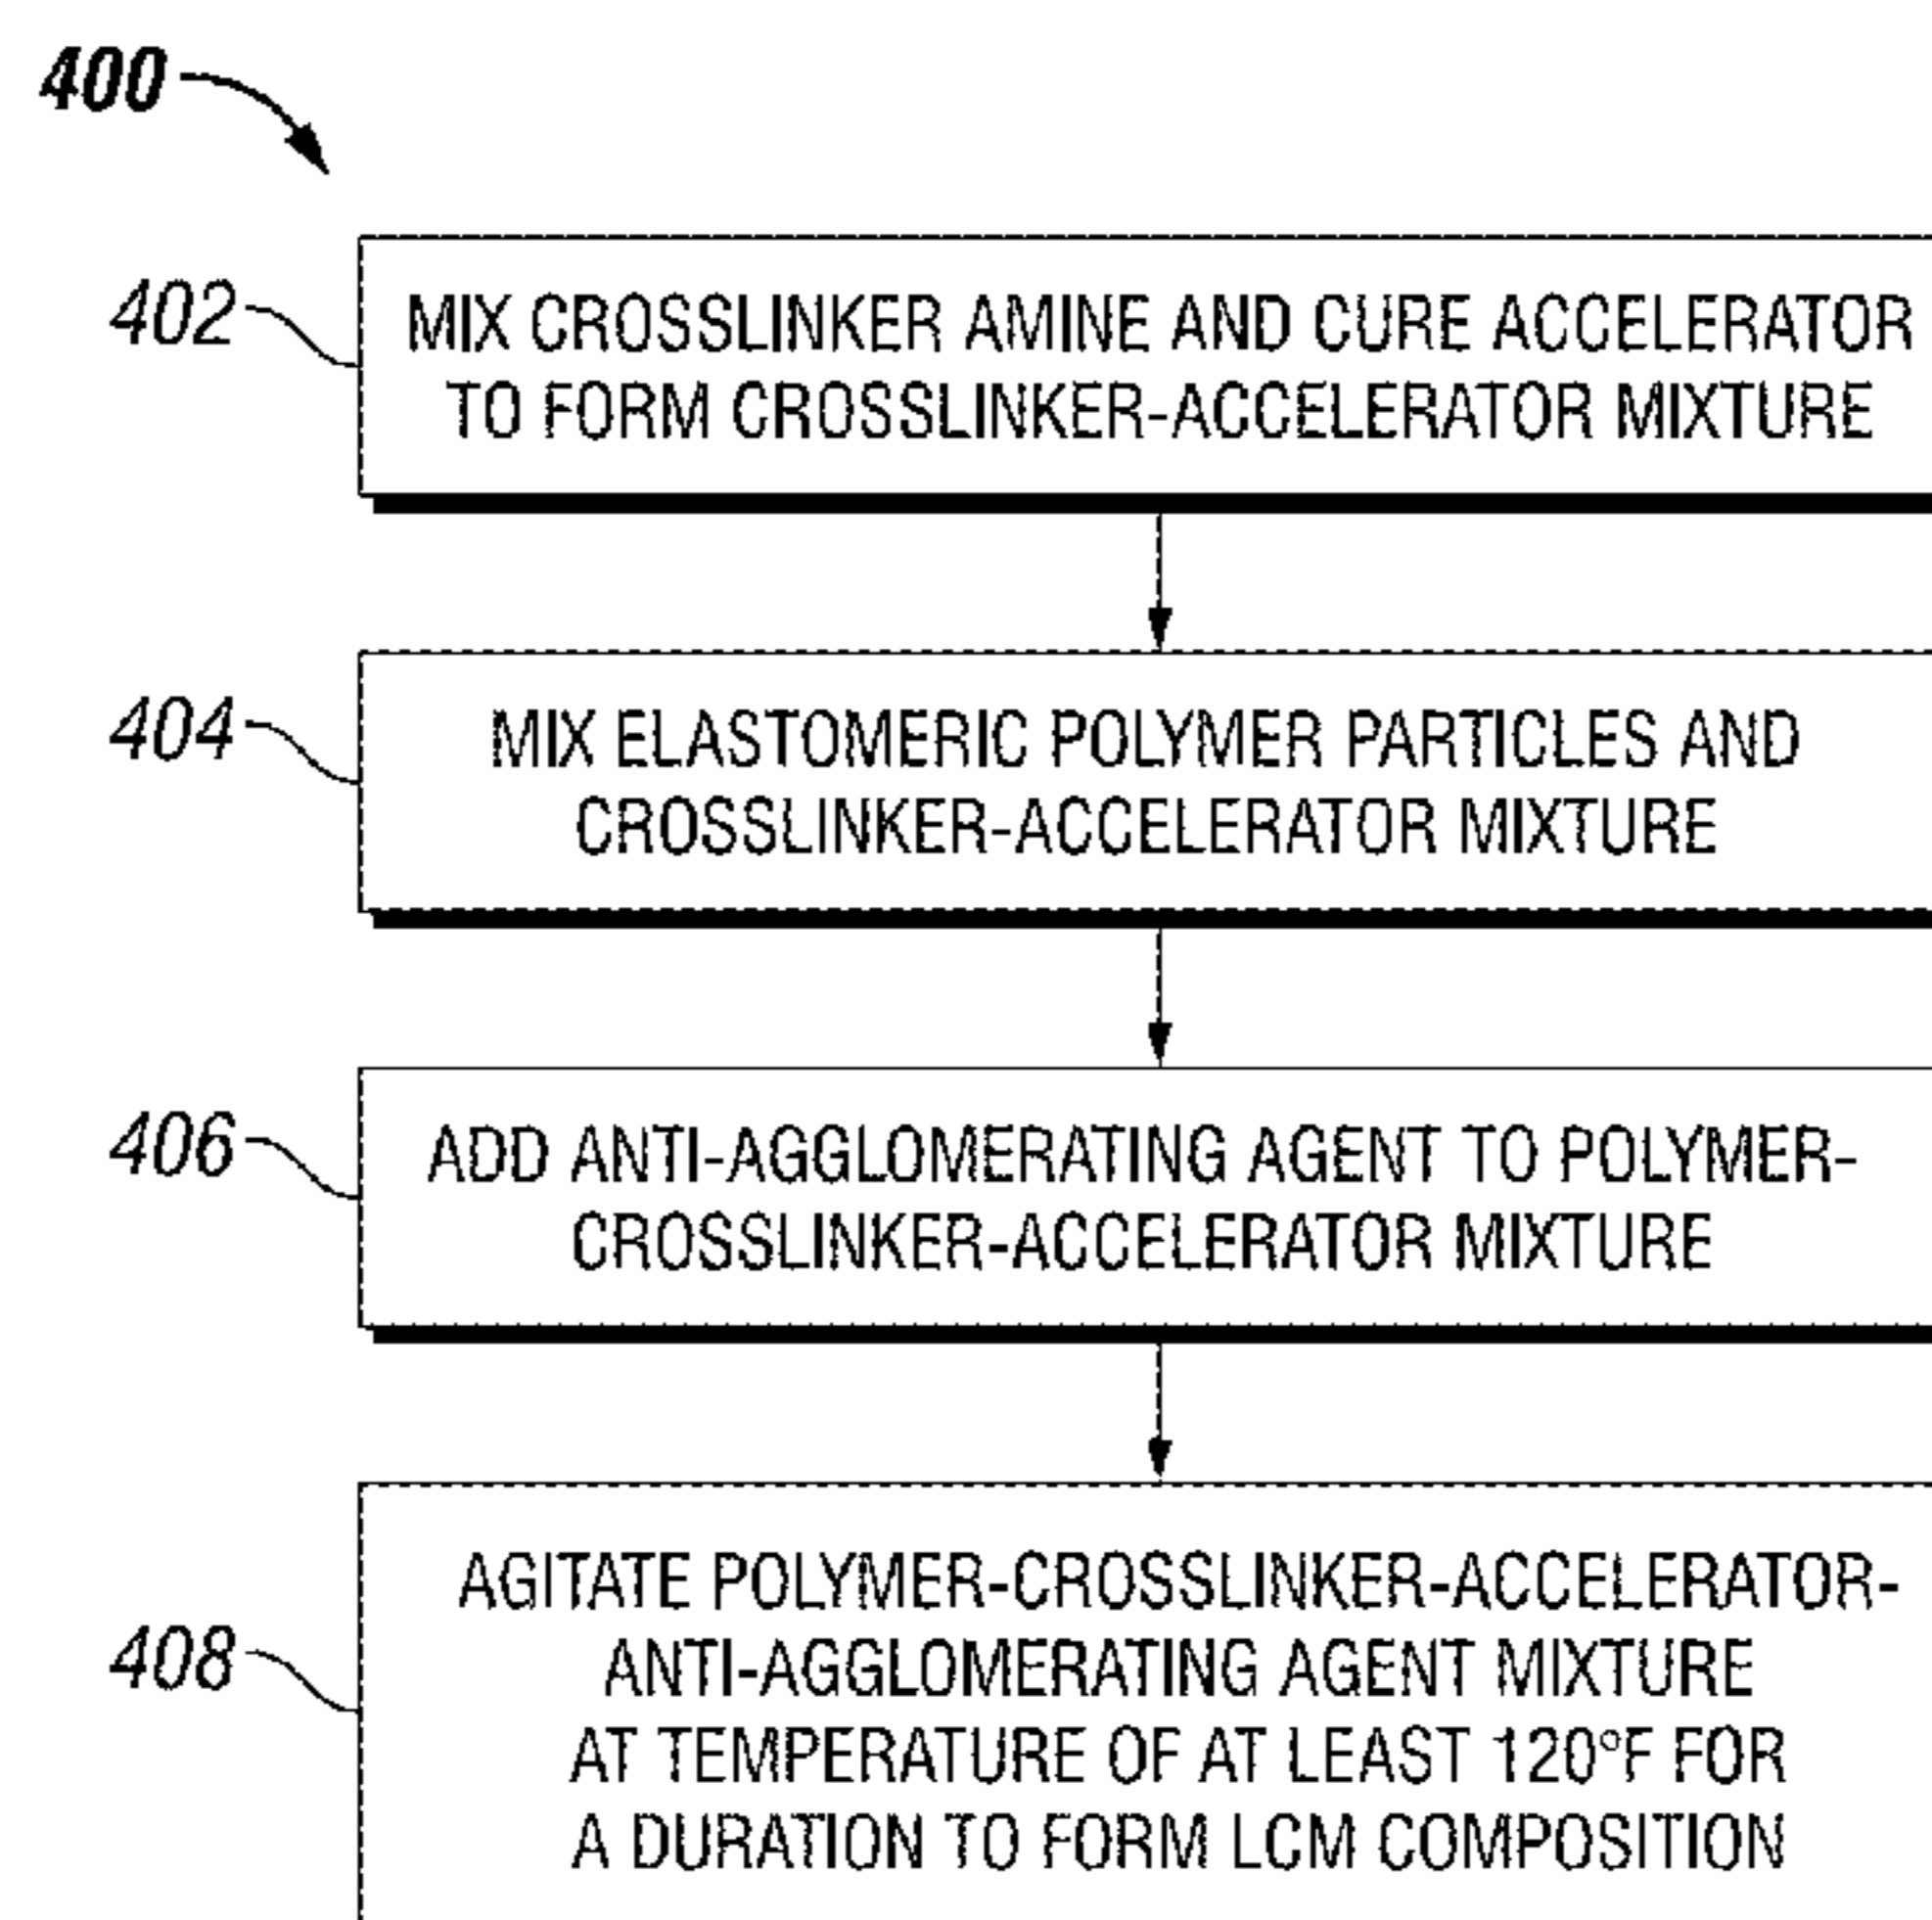 400
402
MIX CROSSLINKER AMINE AND CURE ACCELERATOR
TO FORM CROSSLINKER-ACCELERATOR MIXTURE
404
MIX ELASTOMERIC POLYMER PARTICLES AND
CROSSLINKER-ACCELERATOR MIXTURE
406
ADD ANTI-AGGLOMERATING AGENT TO POLYMER-
CROSSLINKER-ACCELERATOR MIXTURE
408
AGITATE POLYMER-CROSSLINKER-ACCELERATOR-
ANTI-AGGLOMERATING AGENT MIXTURE
AT TEMPERATURE OF AT LEAST 120°F FOR
A DURATION TO FORM LCM COMPOSITION